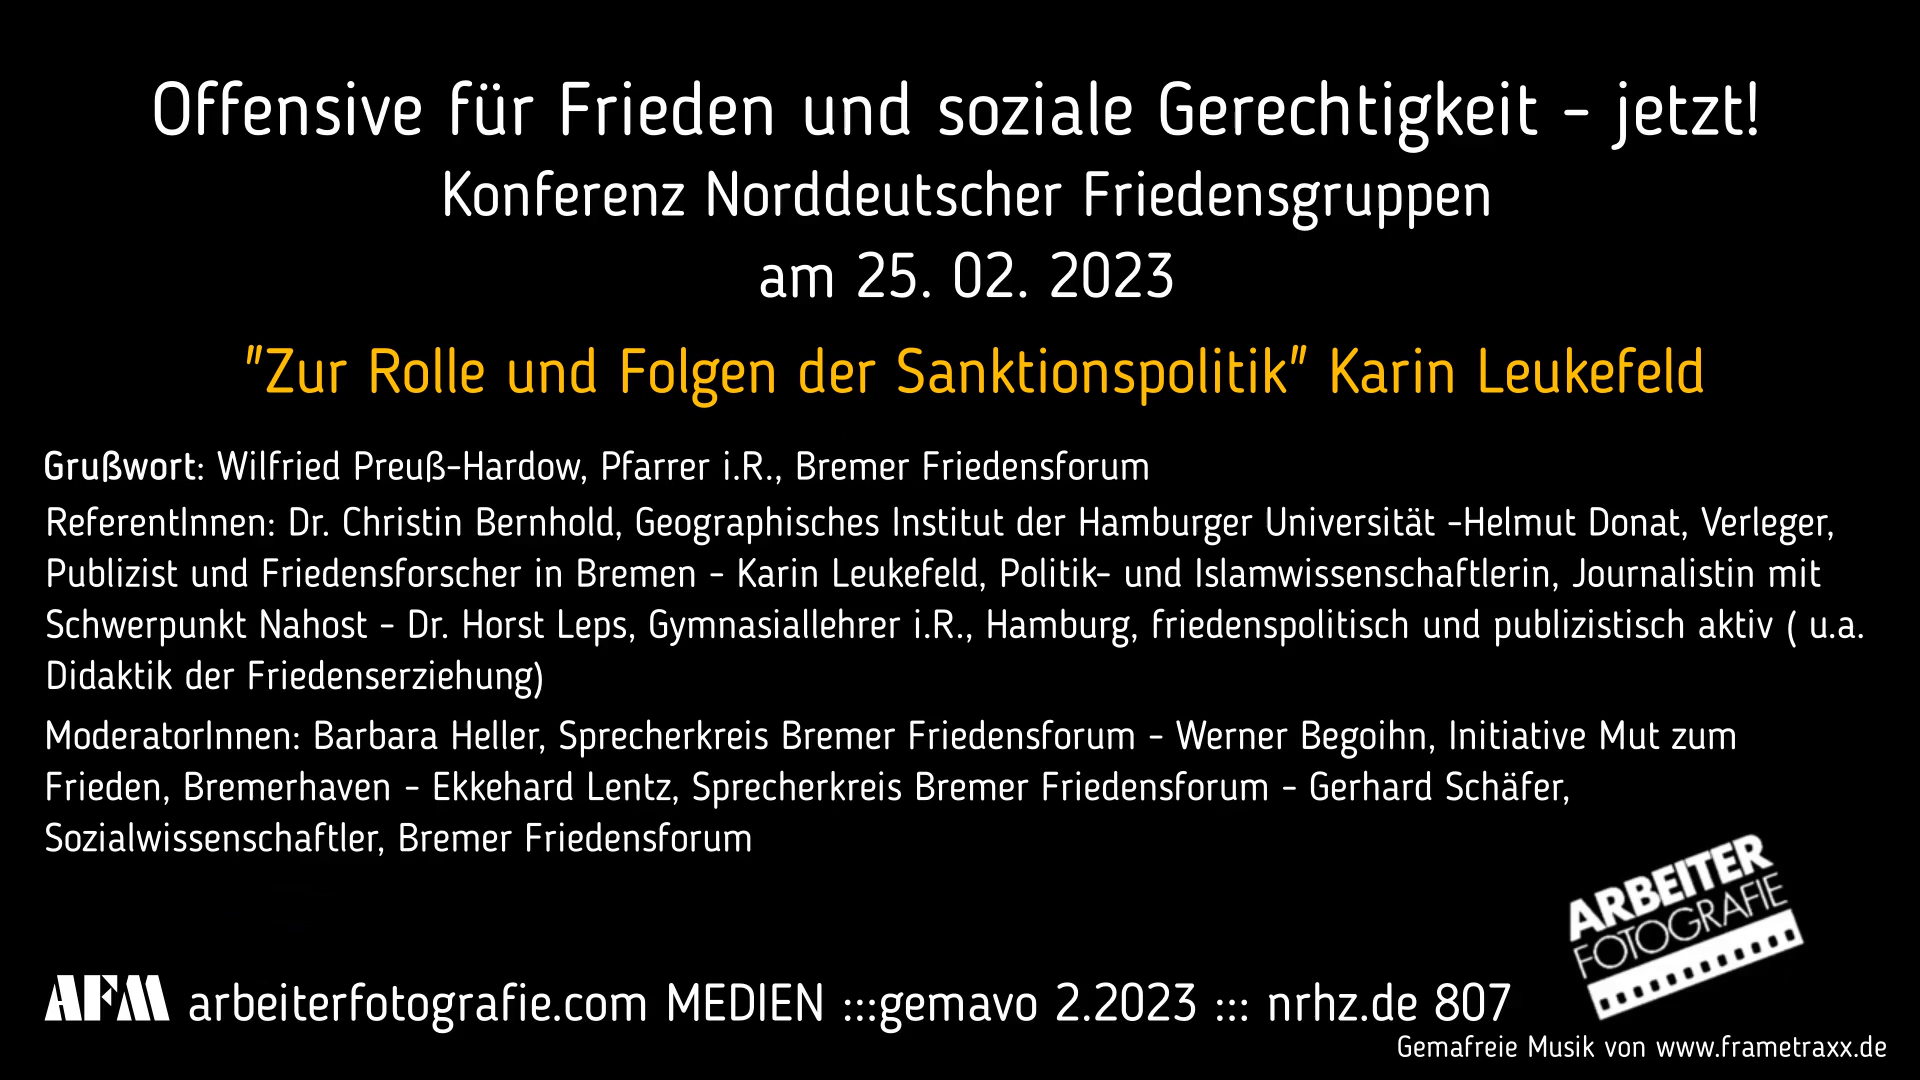 Offensive für Frieden und soziale Gerechtigkeit - jetzt!
Konferenz Norddeutscher Friedensgruppen
am 25. 02. 2023
"Zur Rolle und Folgen der Sanktionspolitik" Karin Leukefeld
Grußwort: Wilfried Preuß-Hardow, Pfarrer i.R., Bremer Friedensforum
ReferentInnen: Dr. Christin Bernhold, Geographisches Institut der Hamburger Universität -Helmut Donat, Verleger,
Publizist und Friedensforscher in Bremen - Karin Leukefeld, Politik- und Islamwissenschaftlerin, Journalistin mit
Schwerpunkt Nahost - Dr. Horst Leps, Gymnasiallehrer i.R., Hamburg, friedenspolitisch und publizistisch aktiv ( u.a.
Didaktik der Friedenserziehung)
ModeratorInnen: Barbara Heller, Sprecherkreis Bremer Friedensforum - Werner Begoihn, Initiative Mut zum
Frieden, Bremerhaven - Ekkehard Lentz, Sprecherkreis Bremer Friedensforum - Gerhard Schäfer,
Sozialwissenschaftler, Bremer Friedensforum
ARBEITER
FOTOGRAFIE
AFM arbeiterfotografie.com MEDIEN :::gemavo 2.2023 ::: nrhz.de 807
Gemafreie Musik von www.frametraxx.de